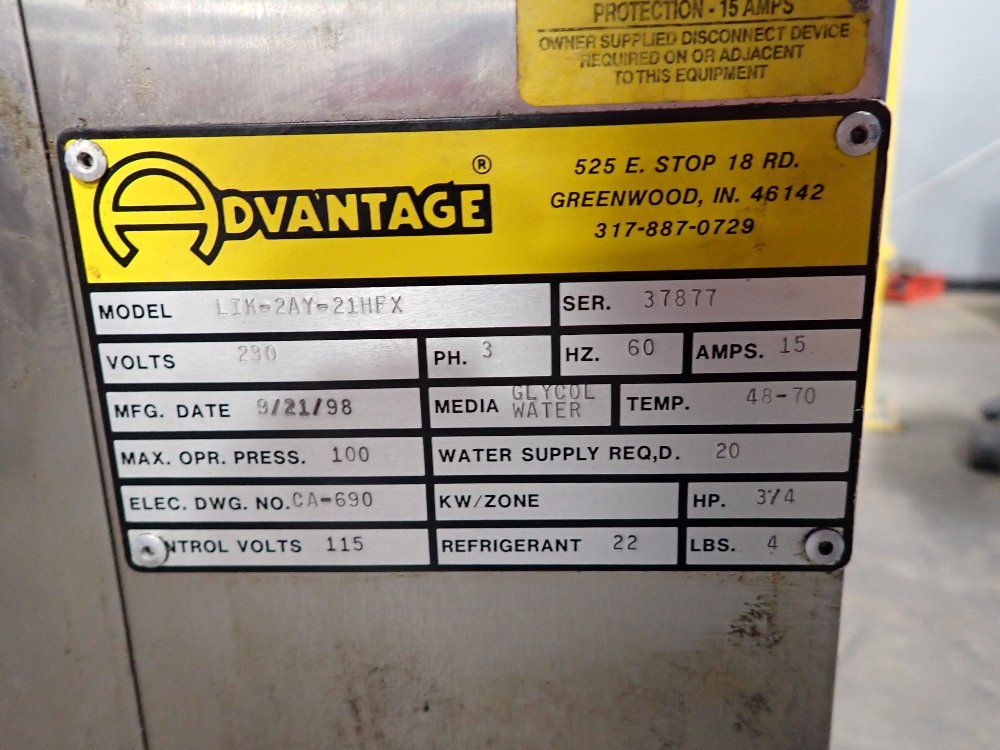 PROTECTION - 15 AMPS
OWNER SUPPLIED DISCONNECT DEVICE
REQUIRED ON OR ADJACENT
TO THIS EQUIPMENT
ADVANTAGE ®
525 E. STOP 18 RD.
GREENWOOD, IN. 46142
317-887-0729
MODEL LIK-2AY-21HFX SER. 37877
VOLTS 230 PH. 3 HZ. 60 AMPS. 15
MFG. DATE 9/21/98 MEDIA GLYCOL WATER TEMP. 48-70
MAX. OPR. PRESS. 100 WATER SUPPLY REQ,D. 20
ELEC. DWG. NO. CA-690 KW/ZONE HP. 3/4
NTROL VOLTS 115 REFRIGERANT 22 LBS. 4